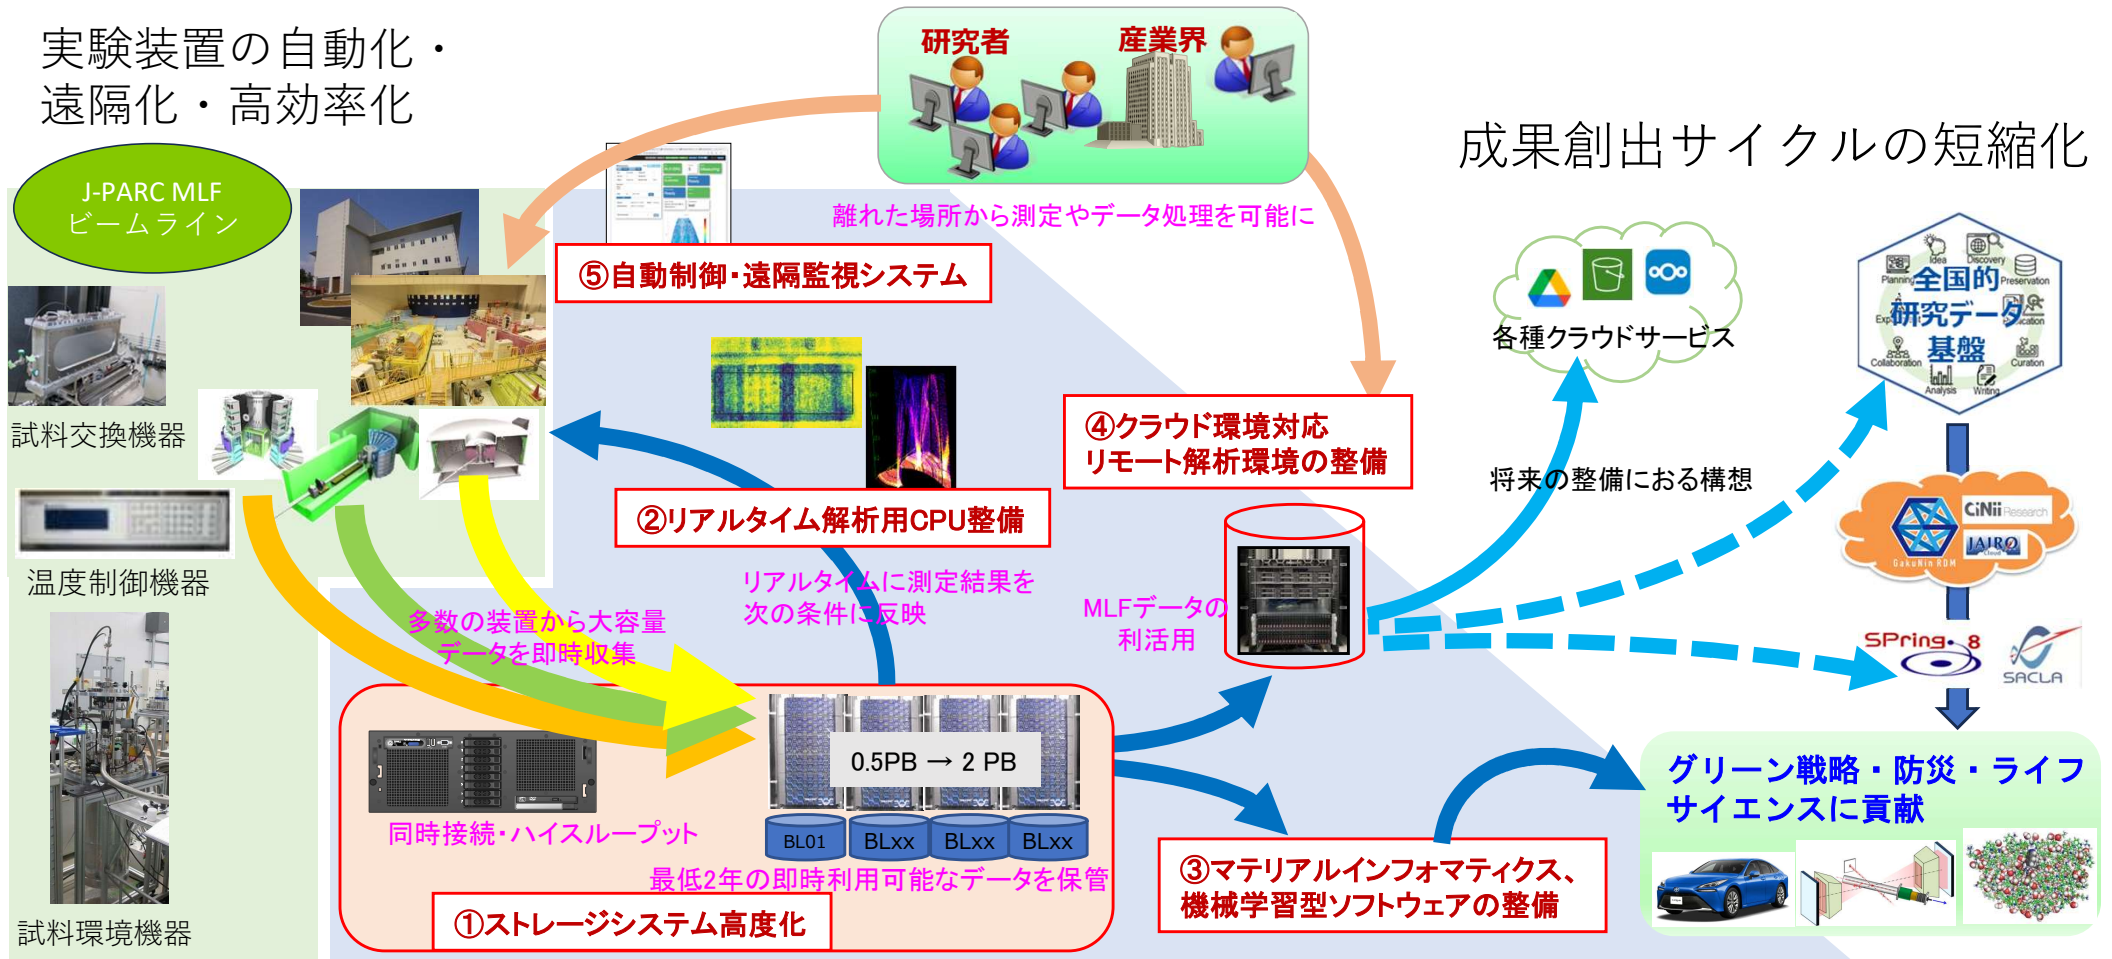 実験装置の自動化・
遠隔化・高効率化
研究者
産業界
成果創出サイクルの短縮化
J-PARC MLF
ビームライン
離れた場所から測定やデータ処理を可能に
⑤自動制御・遠隔監視システム
試料交換機器
温度制御機器
試料環境機器
②リアルタイム解析用CPU整備
リアルタイムに測定結果を
次の条件に反映
多数の装置から大容量
データを即時収集
④クラウド環境対応
リモート解析環境の整備
MLFデータの
利活用
各種クラウドサービス
将来の整備におる構想
Idea
Discovery
Planning
Preservation
全国的
研究データ
基盤
Collaboration
Curation
Analysis
Writing
CiNii Research
JAIRO
Cloud
GakuNin RDM
SPring-8
SACLA
0.5PB → 2 PB
同時接続・ハイスループット
BL01
BLxx
BLxx
BLxx
最低2年の即時利用可能なデータを保管
①ストレージシステム高度化
③マテリアルインフォマティクス、
機械学習型ソフトウェアの整備
グリーン戦略・防災・ライフ
サイエンスに貢献